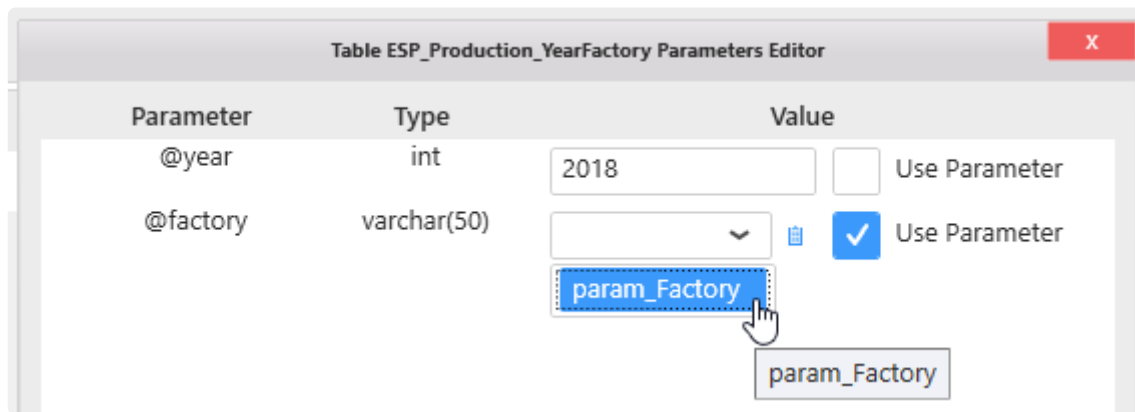 Table ESP_Production_YearFactory Parameters Editor x
Parameter Type Value
@year int 2018 Use Parameter
@factory varchar(50) Use Parameter
param_Factory
param_Factory